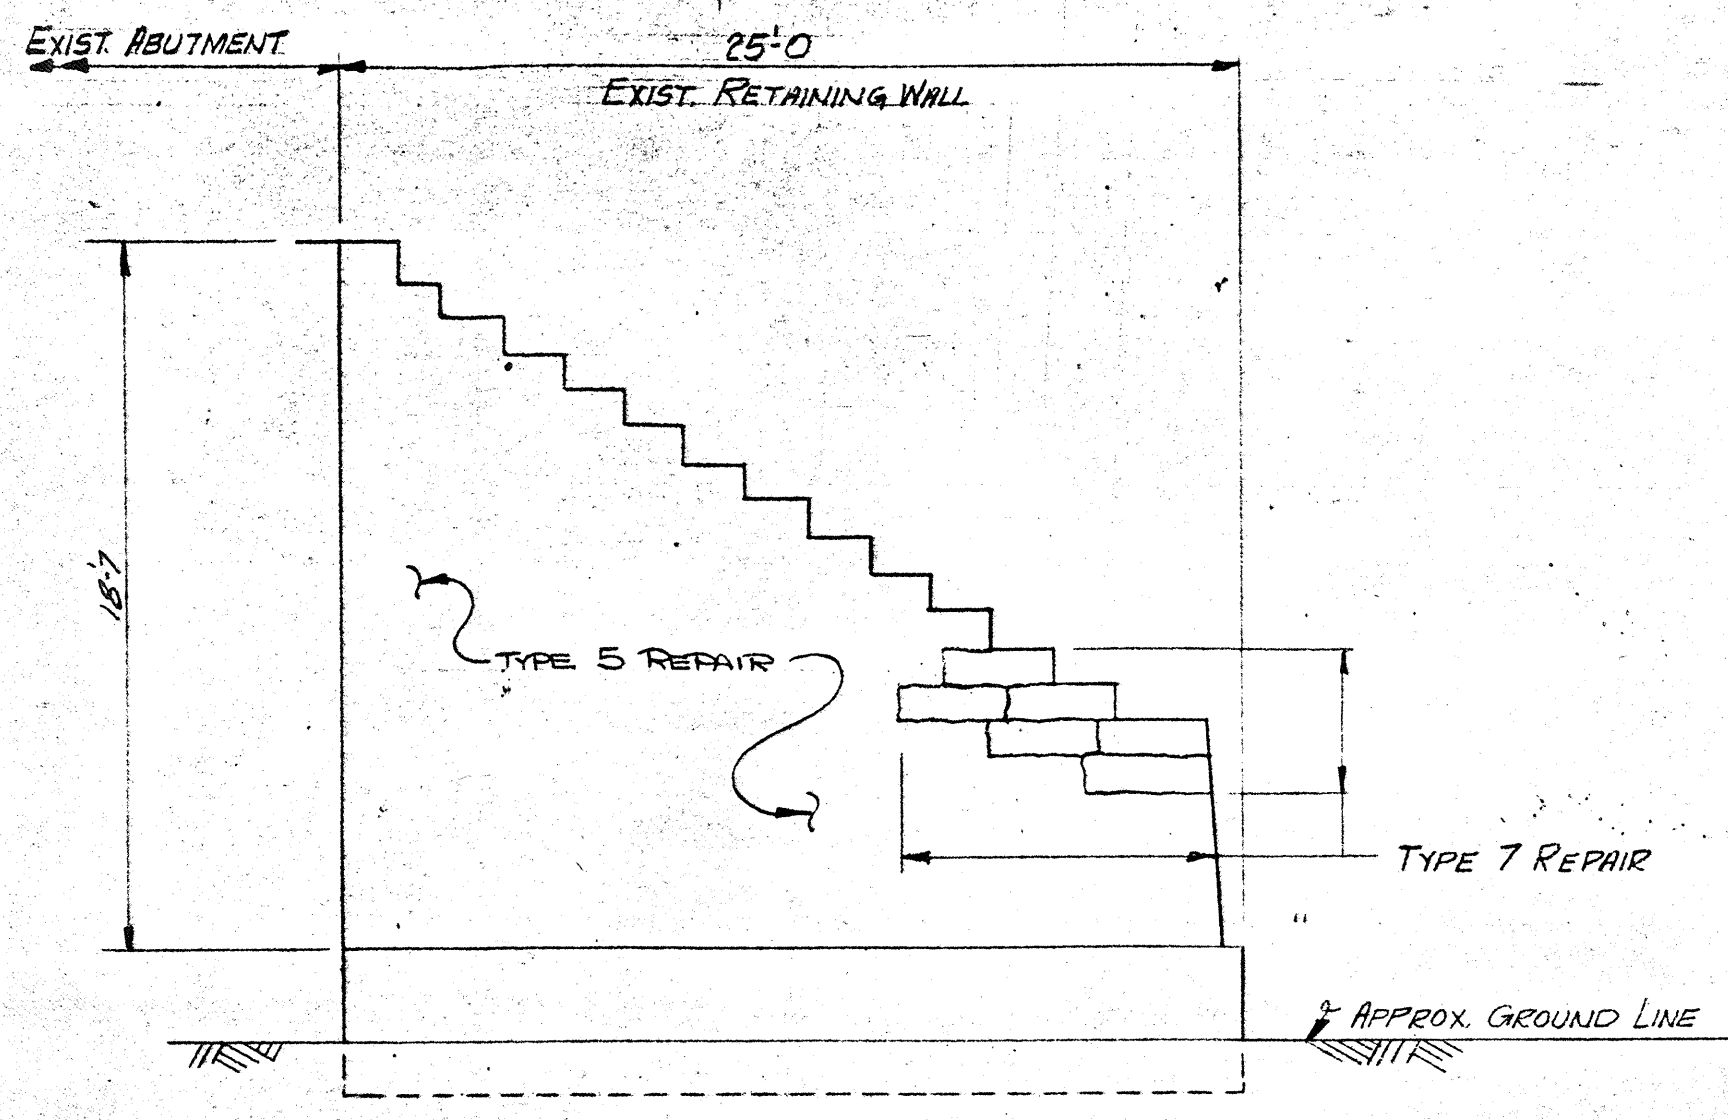 EXIST. ABUTMENT
25'-0
EXIST. RETAINING WALL
18'-7
TYPE 5 REPAIR
TYPE 7 REPAIR
APPROX. GROUND LINE